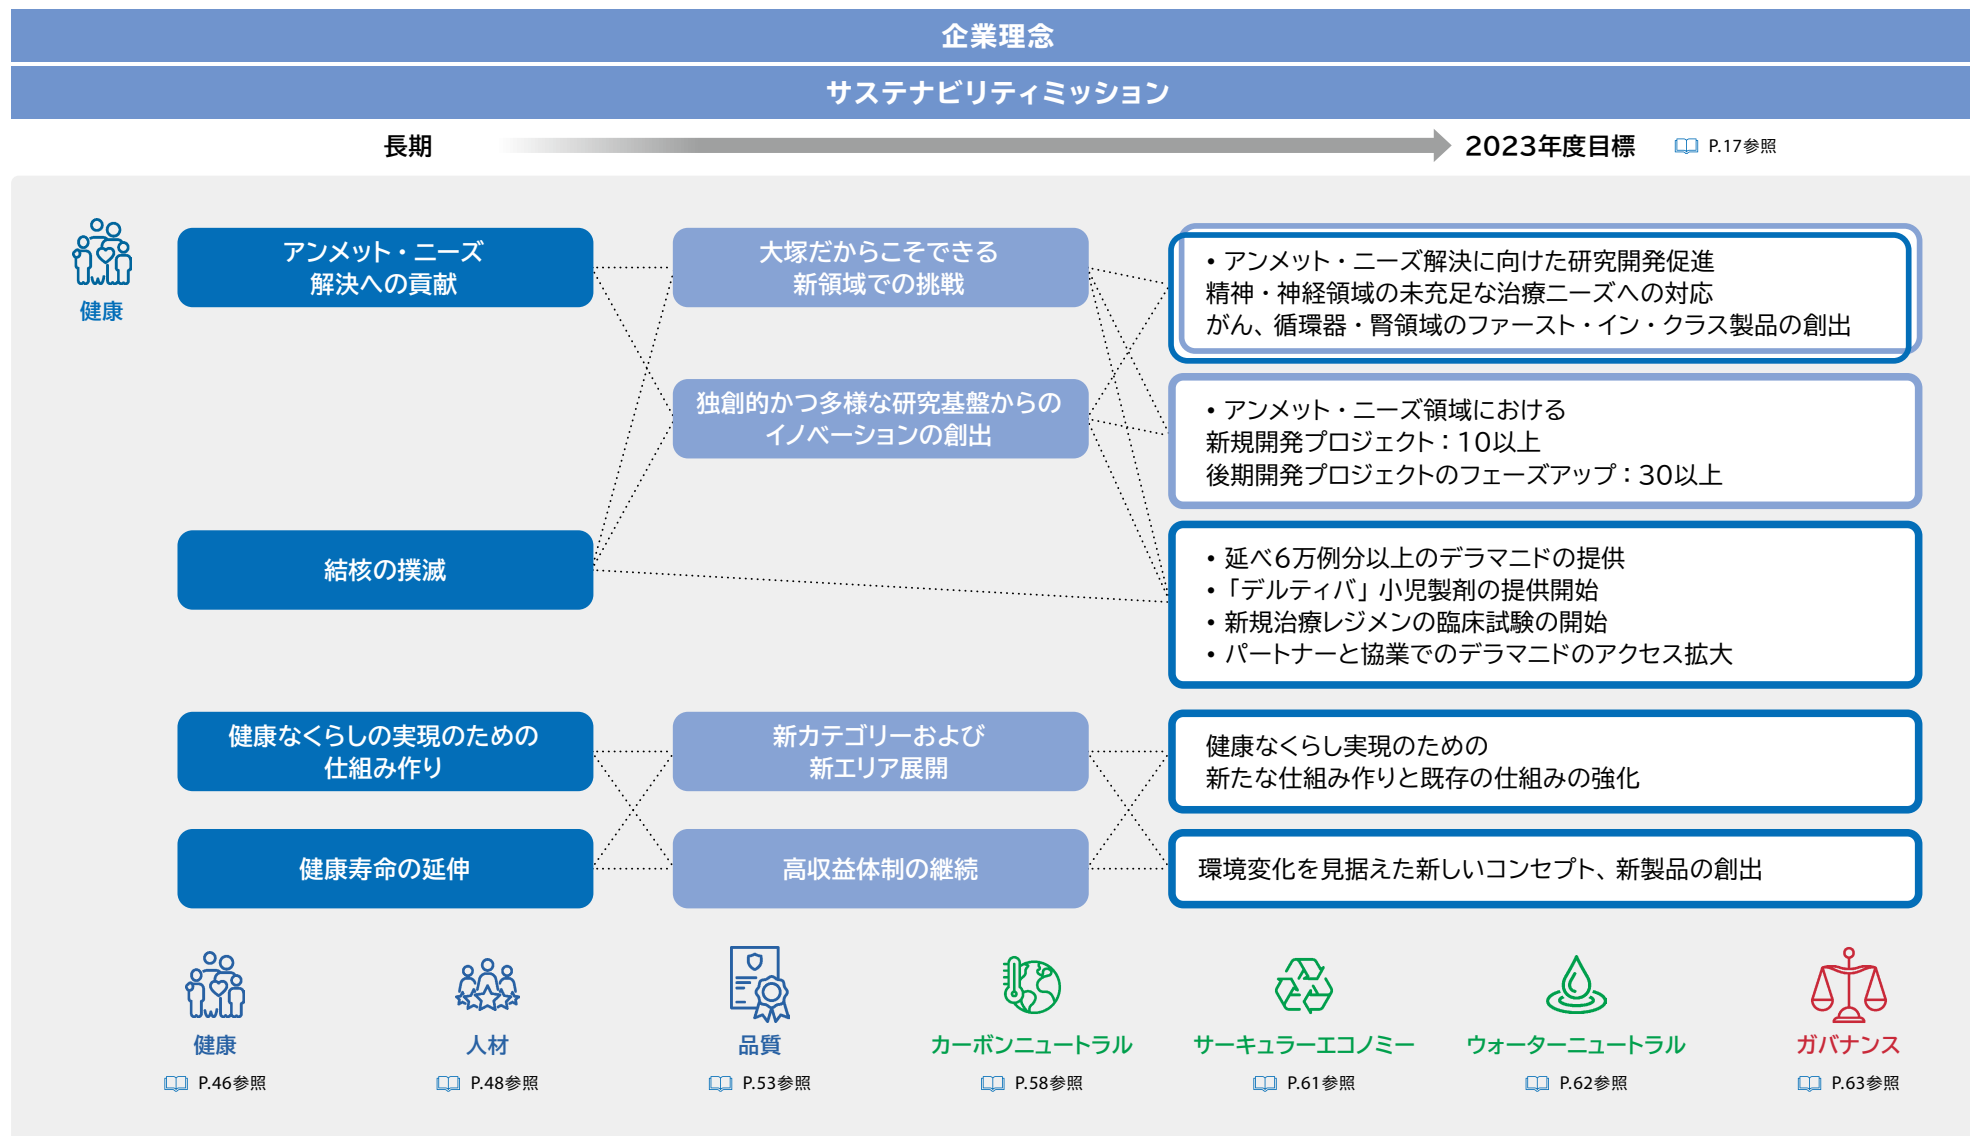 企業理念
サステナビリティミッション
長期
2023年度目標
P.17参照
健康
アンメット・ニーズ
解決への貢献
大塚だからこそできる
新領域での挑戦
• アンメット・ニーズ解決に向けた研究開発促進
精神・神経領域の未充足な治療ニーズへの対応
がん、循環器・腎領域のファースト・イン・クラス製品の創出
独創的かつ多様な研究基盤からの
イノベーションの創出
• アンメット・ニーズ領域における
新規開発プロジェクト：10以上
後期開発プロジェクトのフェーズアップ：30以上
結核の撲滅
• 延べ6万例分以上のデラマニドの提供
• 「デルティバ」小児製剤の提供開始
• 新規治療レジメンの臨床試験の開始
• パートナーと協業でのデラマニドのアクセス拡大
健康なくらしの実現のための
仕組み作り
新カテゴリーおよび
新エリア展開
健康なくらし実現のための
新たな仕組み作りと既存の仕組みの強化
健康寿命の延伸
高収益体制の継続
環境変化を見据えた新しいコンセプト、新製品の創出
健康
人材
品質
カーボンニュートラル
サーキュラーエコノミー
ウォーターニュートラル
ガバナンス
P.46参照
P.48参照
P.53参照
P.58参照
P.61参照
P.62参照
P.63参照